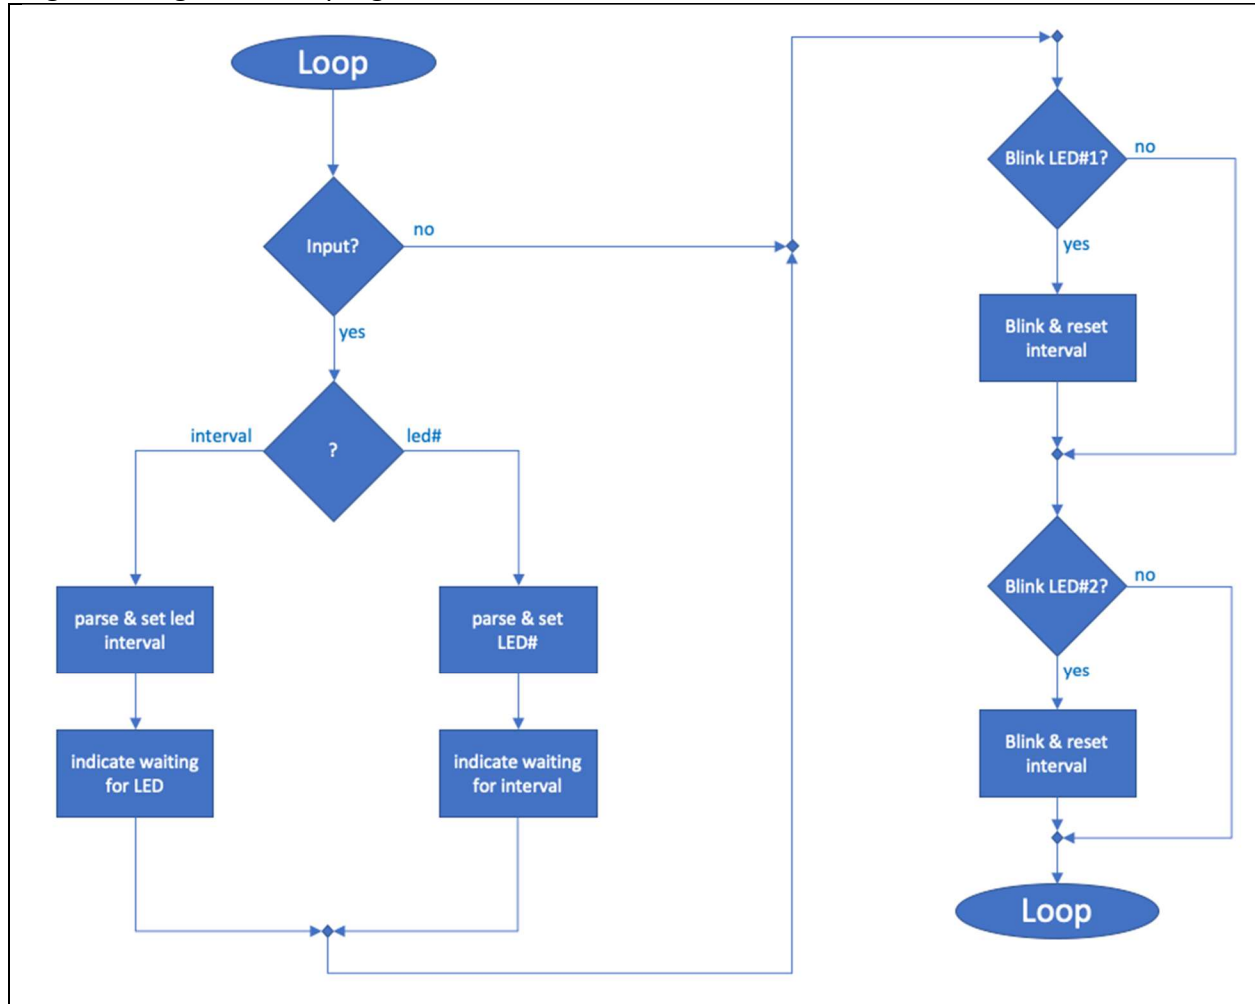 Loop
Input?
no
yes
interval
?
led#
parse & set led
interval
parse & set
LED#
indicate waiting
for LED
indicate waiting
for interval
Blink LED#1?
no
yes
Blink & reset
interval
Blink LED#2?
no
yes
Blink & reset
interval
Loop